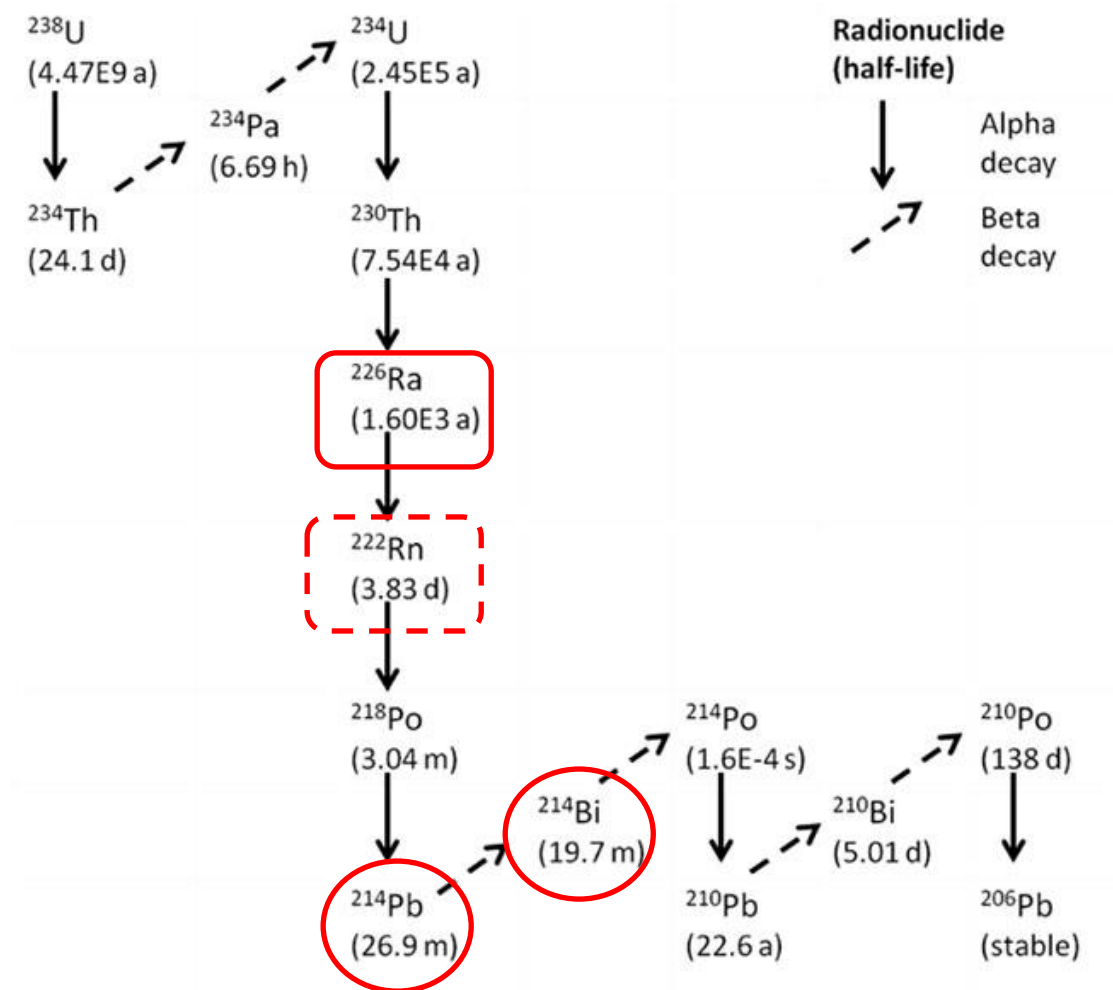 ²³⁸U
(4.47E9 a)
²³⁴U
(2.45E5 a)
Radionuclide
(half-life)
²³⁴Pa
(6.69 h)
Alpha
decay
²³⁴Th
(24.1 d)
²³⁰Th
(7.54E4 a)
Beta
decay
²²⁶Ra
(1.60E3 a)
²²²Rn
(3.83 d)
²¹⁸Po
(3.04 m)
²¹⁴Po
(1.6E-4 s)
²¹⁰Po
(138 d)
²¹⁴Bi
(19.7 m)
²¹⁰Bi
(5.01 d)
²¹⁴Pb
(26.9 m)
²¹⁰Pb
(22.6 a)
²⁰⁶Pb
(stable)